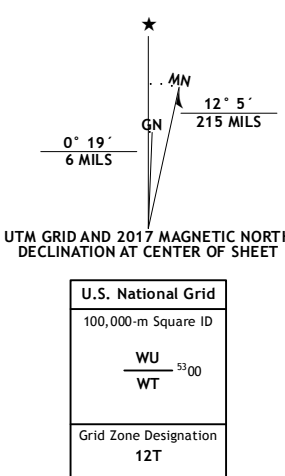 ★
MN
GN
12° 5´
215 MILS
0° 19´
6 MILS
UTM GRID AND 2017 MAGNETIC NORTH
DECLINATION AT CENTER OF SHEET
U.S. National Grid
100,000-m Square ID
WU
5300
WT
Grid Zone Designation
12T